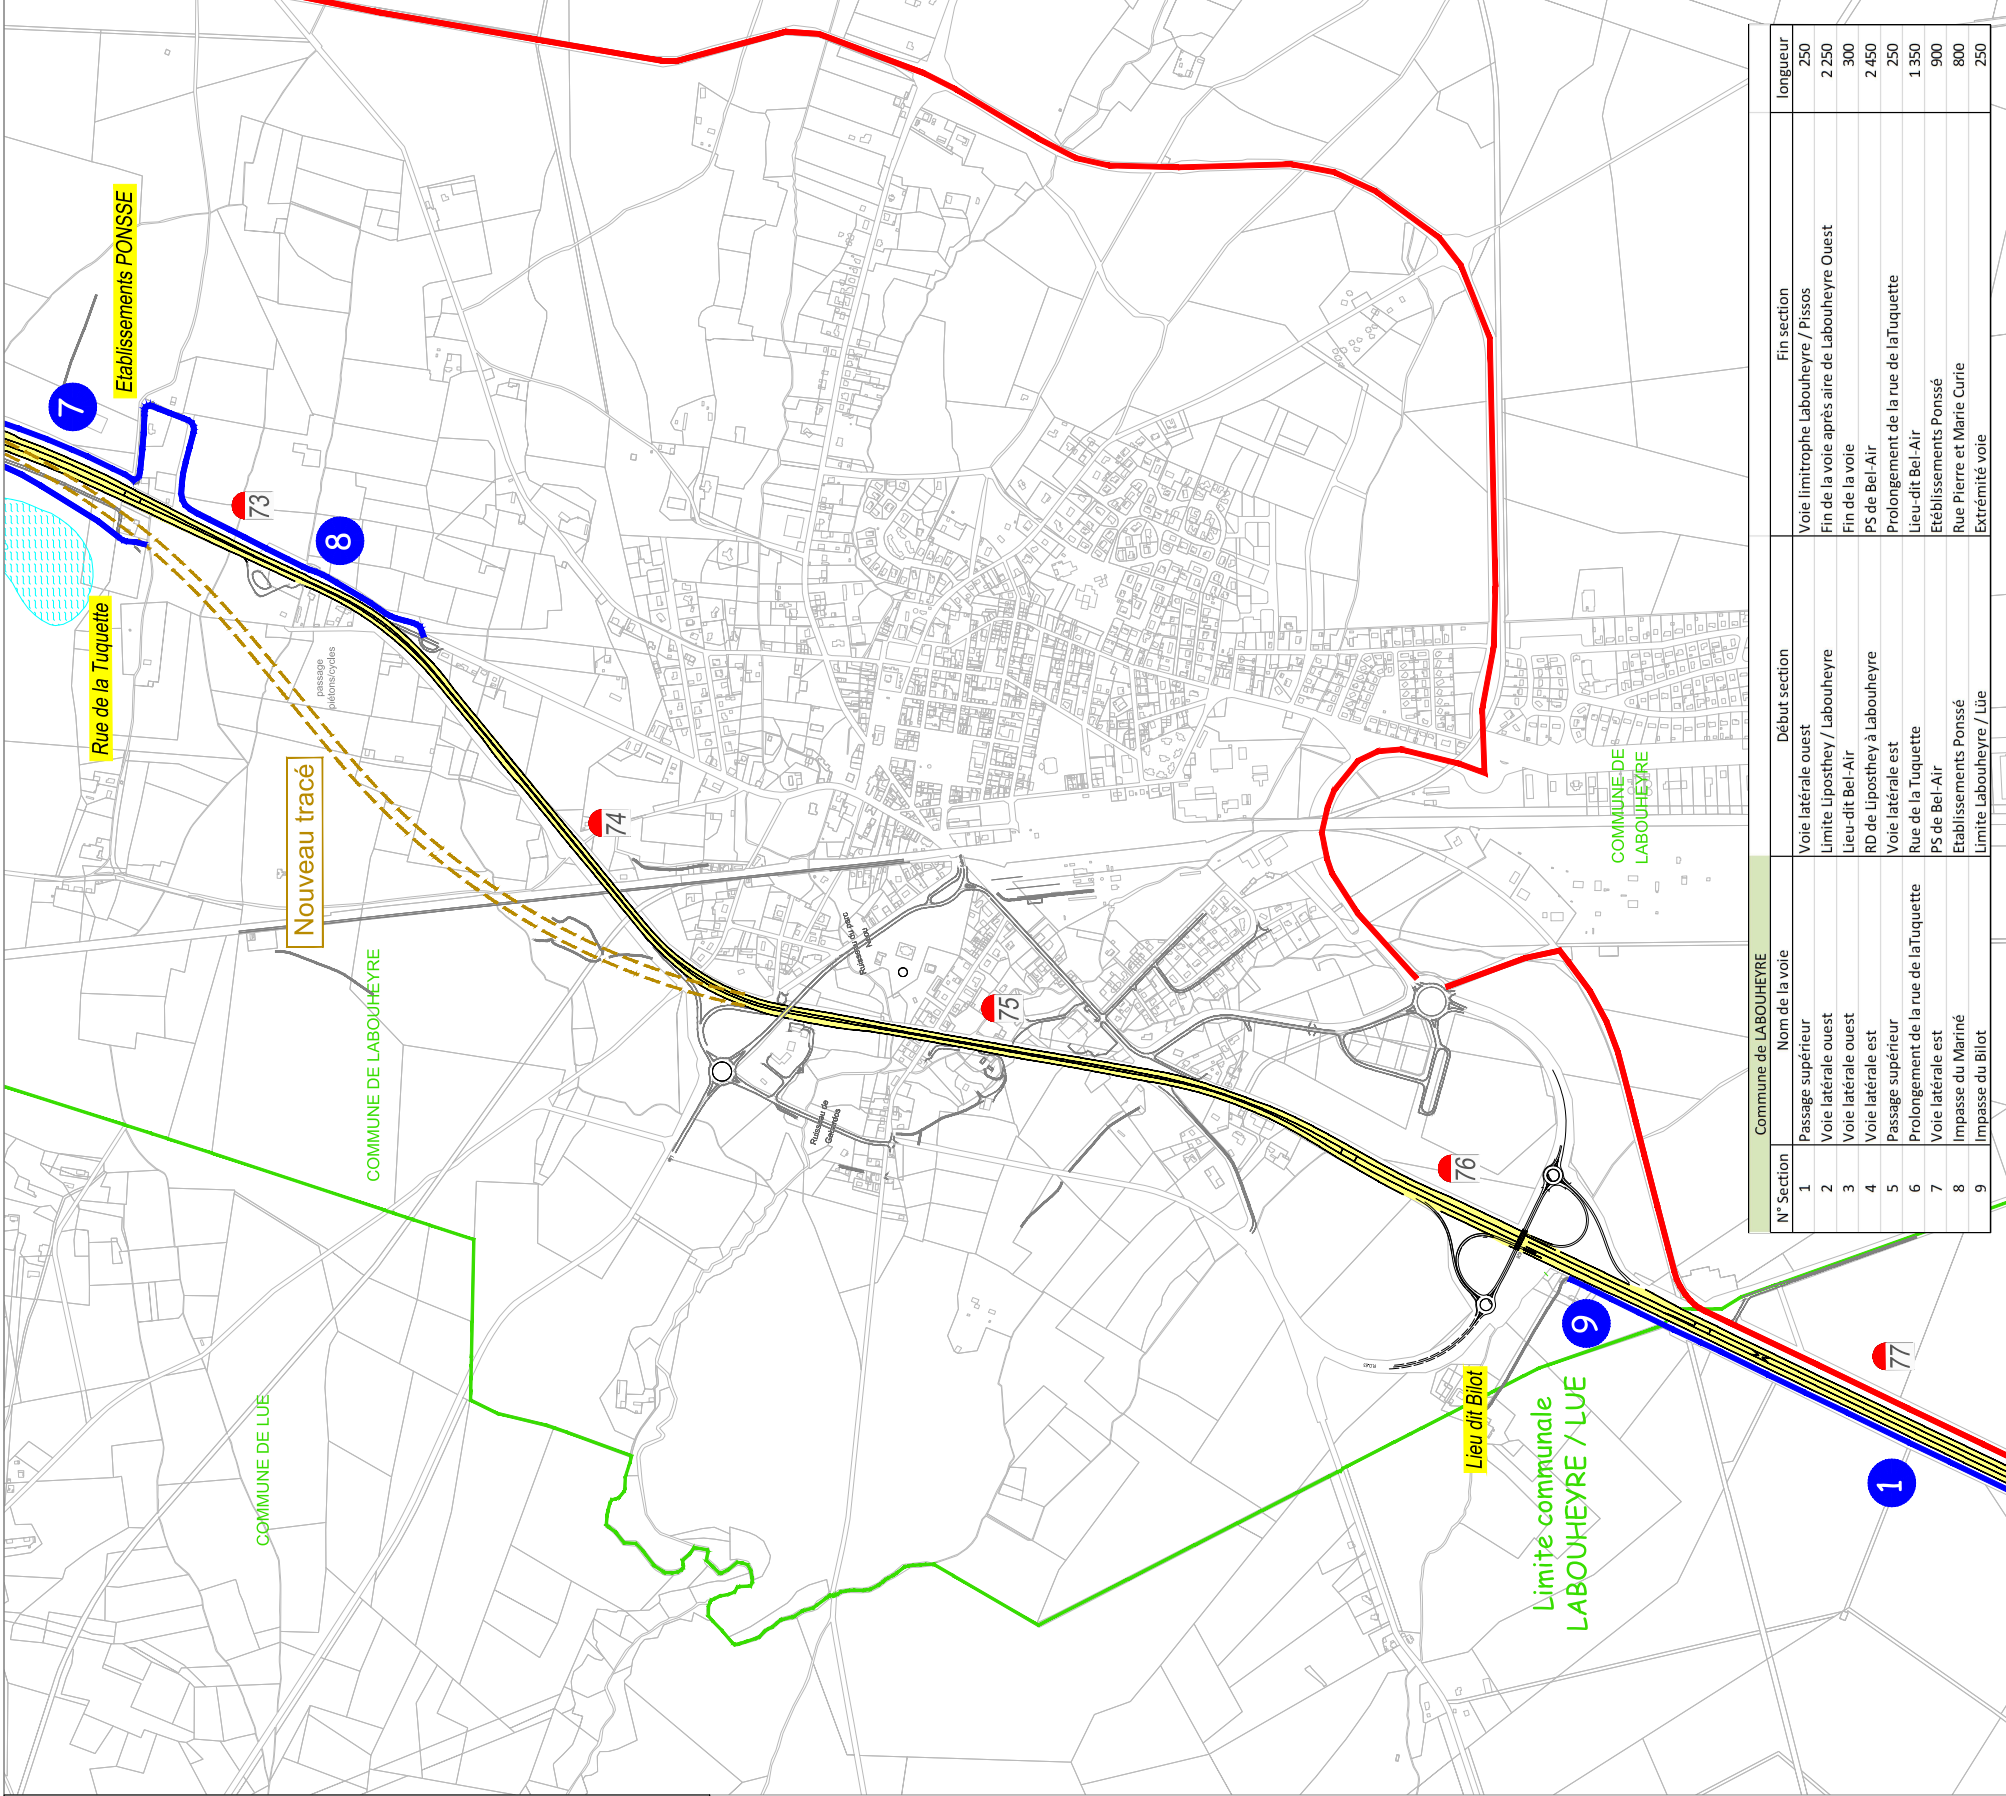 7
Etablissements PONSSE
73
8
Rue de la Tuquette
passage
piétons/cycles
Nouveau tracé
74
COMMUNE DE LABOUHEYRE
COMMUNE DE LUE
Ruisseau du parc
Naou
75
Ruisseau de
COMMUNE DE
LABOUHEYRE
76
9
Lieu dit Bilot
Limite communale
LABOUHEYRE / LUE
77
1
Commune de LABOUHEYRE
N° Section Nom de la voie Début section Fin section longueur
1 Passage supérieur Voie latérale ouest Voie limitrophe Labouheyre / Pissos 250
2 Voie latérale ouest Limite Liposthey / Labouheyre Fin de la voie après aire de Labouheyre Ouest 2 250
3 Voie latérale ouest Lieu-dit Bel-Air Fin de la voie 300
4 Voie latérale est RD de Liposthey à Labouheyre PS de Bel-Air 2 450
5 Passage supérieur Voie latérale est Prolongement de la rue de laTuquette 250
6 Prolongement de la rue de laTuquette Rue de la Tuquette Lieu-dit Bel-Air 1 350
7 Voie latérale est PS de Bel-Air Etéblissements Ponssé 900
8 Impasse du Mariné Etablissements Ponssé Rue Pierre et Marie Curie 800
9 Impasse du Bilot Limite Labouheyre / Lüe Extrémité voie 250